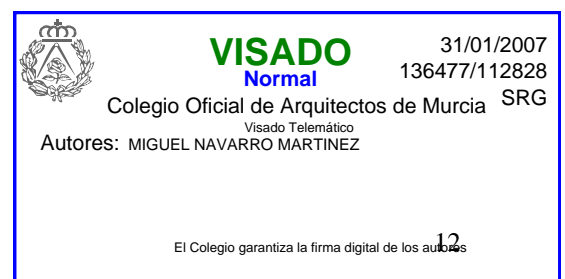 VISADO
Normal
31/01/2007
136477/112828
Colegio Oficial de Arquitectos de Murcia SRG
Visado Telemático
Autores: MIGUEL NAVARRO MARTINEZ
El Colegio garantiza la firma digital de los autores
12